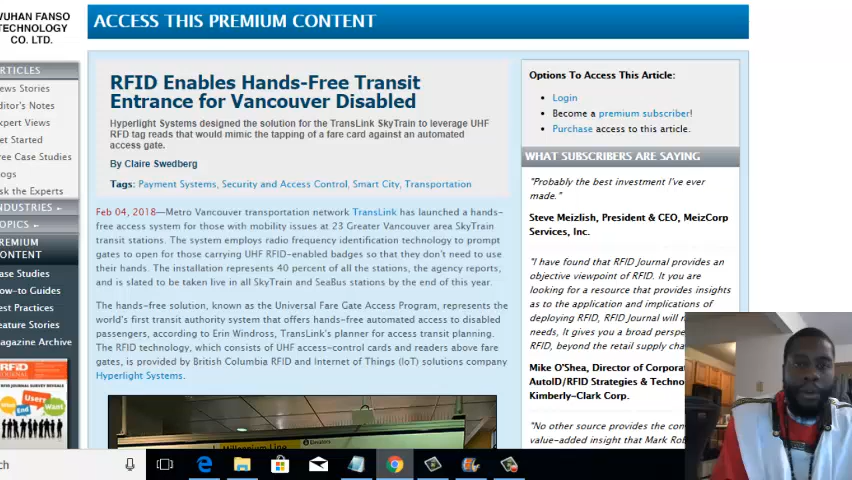 WUHAN FANSO
TECHNOLOGY
CO. LTD.
ACCESS THIS PREMIUM CONTENT
ARTICLES
ews Stories
ditor's Notes
xpert Views
et Started
ree Case Studies
ogs
sk the Experts
NDUSTRIES
OPICS
REMIUM
ONTENT
ase Studies
ow-to Guides
est Practices
eature Stories
agazine Archive
RFID Enables Hands-Free Transit
Entrance for Vancouver Disabled
Hyperlight Systems designed the solution for the TransLink SkyTrain to leverage UHF
RFID tag reads that would mimic the tapping of a fare card against an automated
access gate.
By Claire Swedberg
Tags: Payment Systems, Security and Access Control, Smart City, Transportation
Feb 04, 2018—Metro Vancouver transportation network TransLink has launched a hands-
free access system for those with mobility issues at 23 Greater Vancouver area SkyTrain
transit stations. The system employs radio frequency identification technology to prompt
gates to open for those carrying UHF RFID-enabled badges so that they don't need to use
their hands. The installation represents 40 percent of all the stations, the agency reports,
and is slated to be taken live in all SkyTrain and SeaBus stations by the end of this year.
The hands-free solution, known as the Universal Fare Gate Access Program, represents the
world's first transit authority system that offers hands-free automated access to disabled
passengers, according to Erin Windross, TransLink's planner for access transit planning.
The RFID technology, which consists of UHF access-control cards and readers above fare
gates, is provided by British Columbia RFID and Internet of Things (IoT) solutions company
Hyperlight Systems.
Millennium Line
Elevators
Options To Access This Article:
• Login
• Become a premium subscriber!
• Purchase access to this article.
WHAT SUBSCRIBERS ARE SAYING
"Probably the best investment I've ever
made."
Steve Meizlish, President & CEO, MeizCorp
Services, Inc.
"I have found that RFID Journal provides an
objective viewpoint of RFID. It you are
looking for a resource that provides insights
as to the application and implications of
deploying RFID, RFID Journal will m
needs, It gives you a broad perspe
RFID, beyond the retail supply cha
Mike O'Shea, Director of Corporat
AutoID/RFID Strategies & Techno
Kimberly-Clark Corp.
"No other source provides the con
value-added insight that Mark Rob
RFID
End
Users
Want
ch